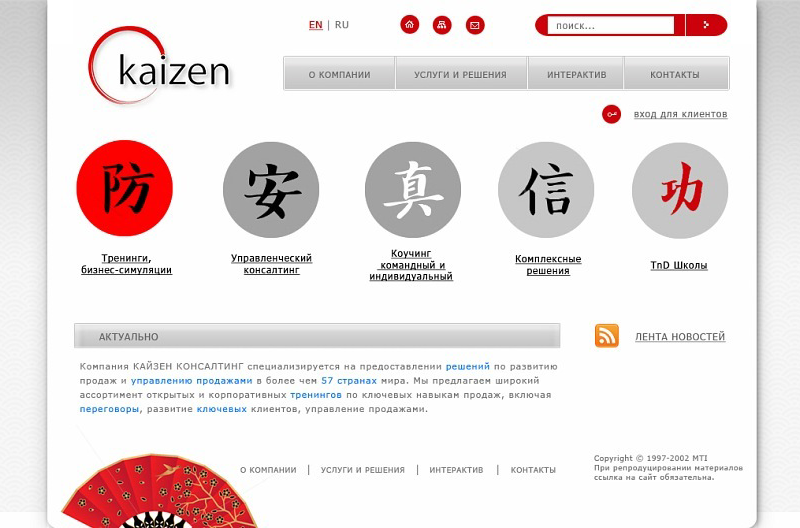 EN | RU
поиск...
kaizen
О КОМПАНИИ
УСЛУГИ И РЕШЕНИЯ
ИНТЕРАКТИВ
КОНТАКТЫ
вход для клиентов
防
安
真
信
功
Тренинги,
бизнес-симуляции
Управленческий
консалтинг
Коучинг
командный и
индивидуальный
Комплексные
решения
TnD Школы
АКТУАЛЬНО
ЛЕНТА НОВОСТЕЙ
Компания КАЙЗЕН КОНСАЛТИНГ специализируется на предоставлении решений по развитию
продаж и управлению продажами в более чем 57 странах мира. Мы предлагаем широкий
ассортимент открытых и корпоративных тренингов по ключевых навыкам продаж, включая
переговоры, развитие ключевых клиентов, управление продажами.
О КОМПАНИИ | УСЛУГИ И РЕШЕНИЯ | ИНТЕРАКТИВ | КОНТАКТЫ
Copyright © 1997-2002 MTI
При репродуцировании материалов
ссылка на сайт обязательна.